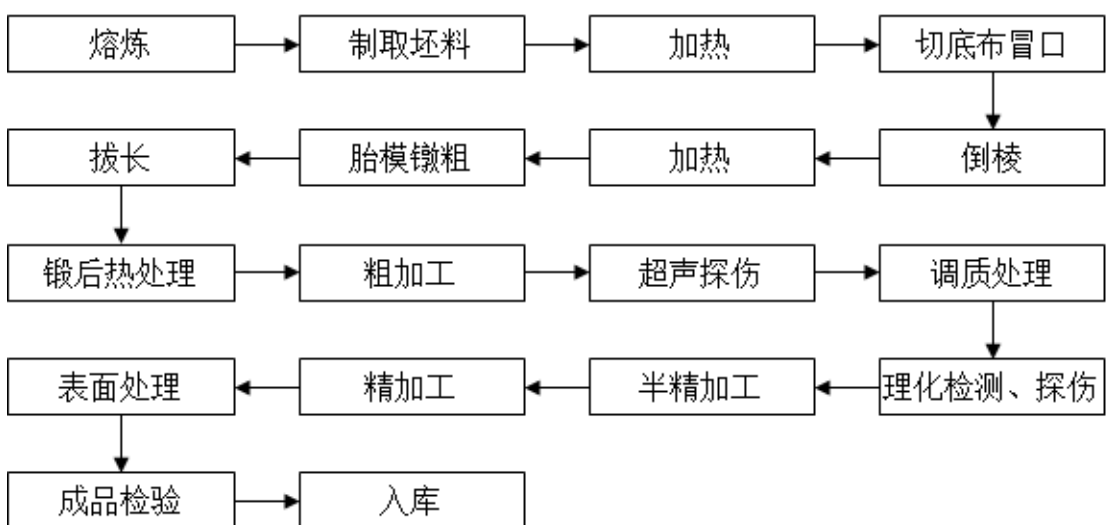 熔炼
制取坯料
加热
切底布冒口
拔长
胎模镦粗
加热
倒棱
锻后热处理
粗加工
超声探伤
调质处理
表面处理
精加工
半精加工
理化检测、探伤
成品检验
入库